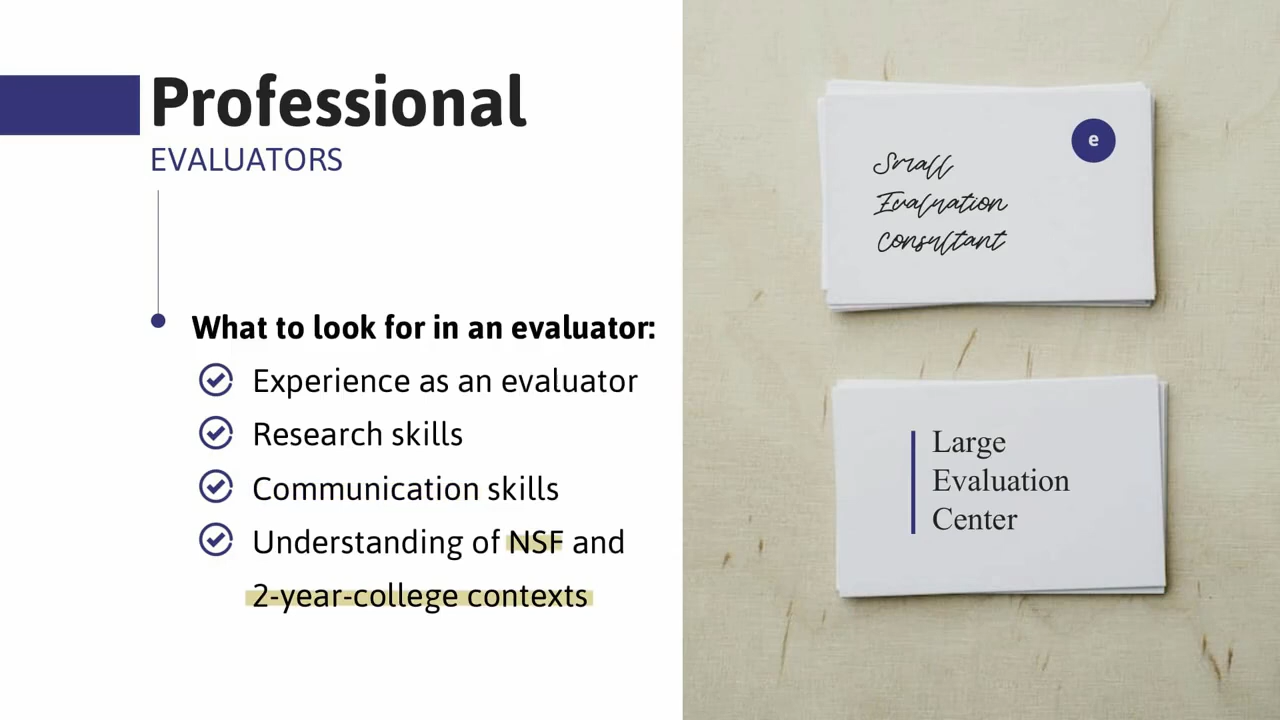 Professional
EVALUATORS
What to look for in an evaluator:
Experience as an evaluator
Research skills
Communication skills
Understanding of NSF and
2-year-college contexts
e
Small
Evaluation
Consultant
Large
Evaluation
Center